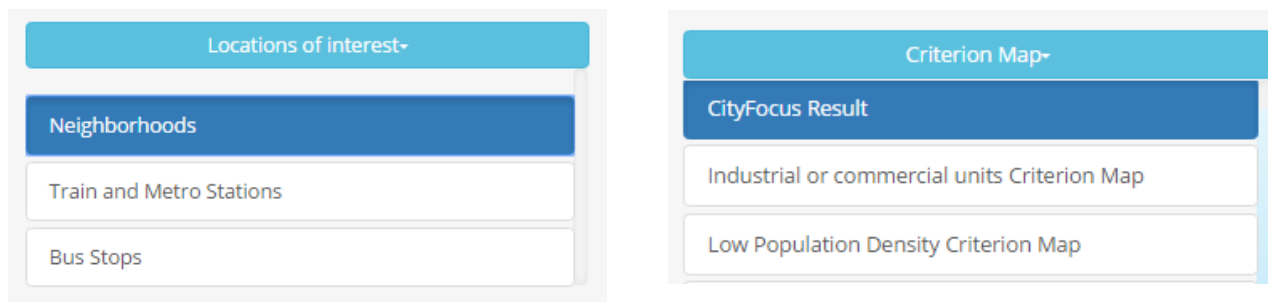 Locations of interest
Neighborhoods
Train and Metro Stations
Bus Stops
Criterion Map
CityFocus Result
Industrial or commercial units Criterion Map
Low Population Density Criterion Map